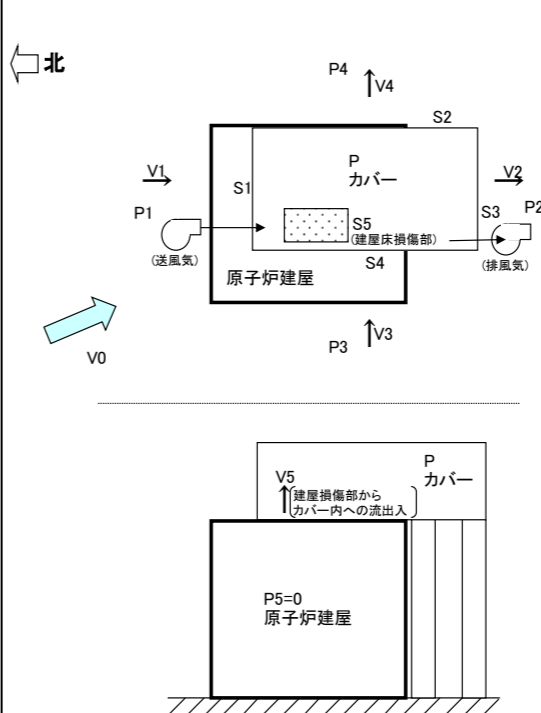 北
P4
V4
S2
V1
P
カバー
V2
S1
P1
S3
P2
S5
(建屋床損傷部)
(送風気)
(排風気)
S4
原子炉建屋
P3
V3
V0
P
カバー
V5
建屋損傷部から
カバー内への流出入
P5=0
原子炉建屋